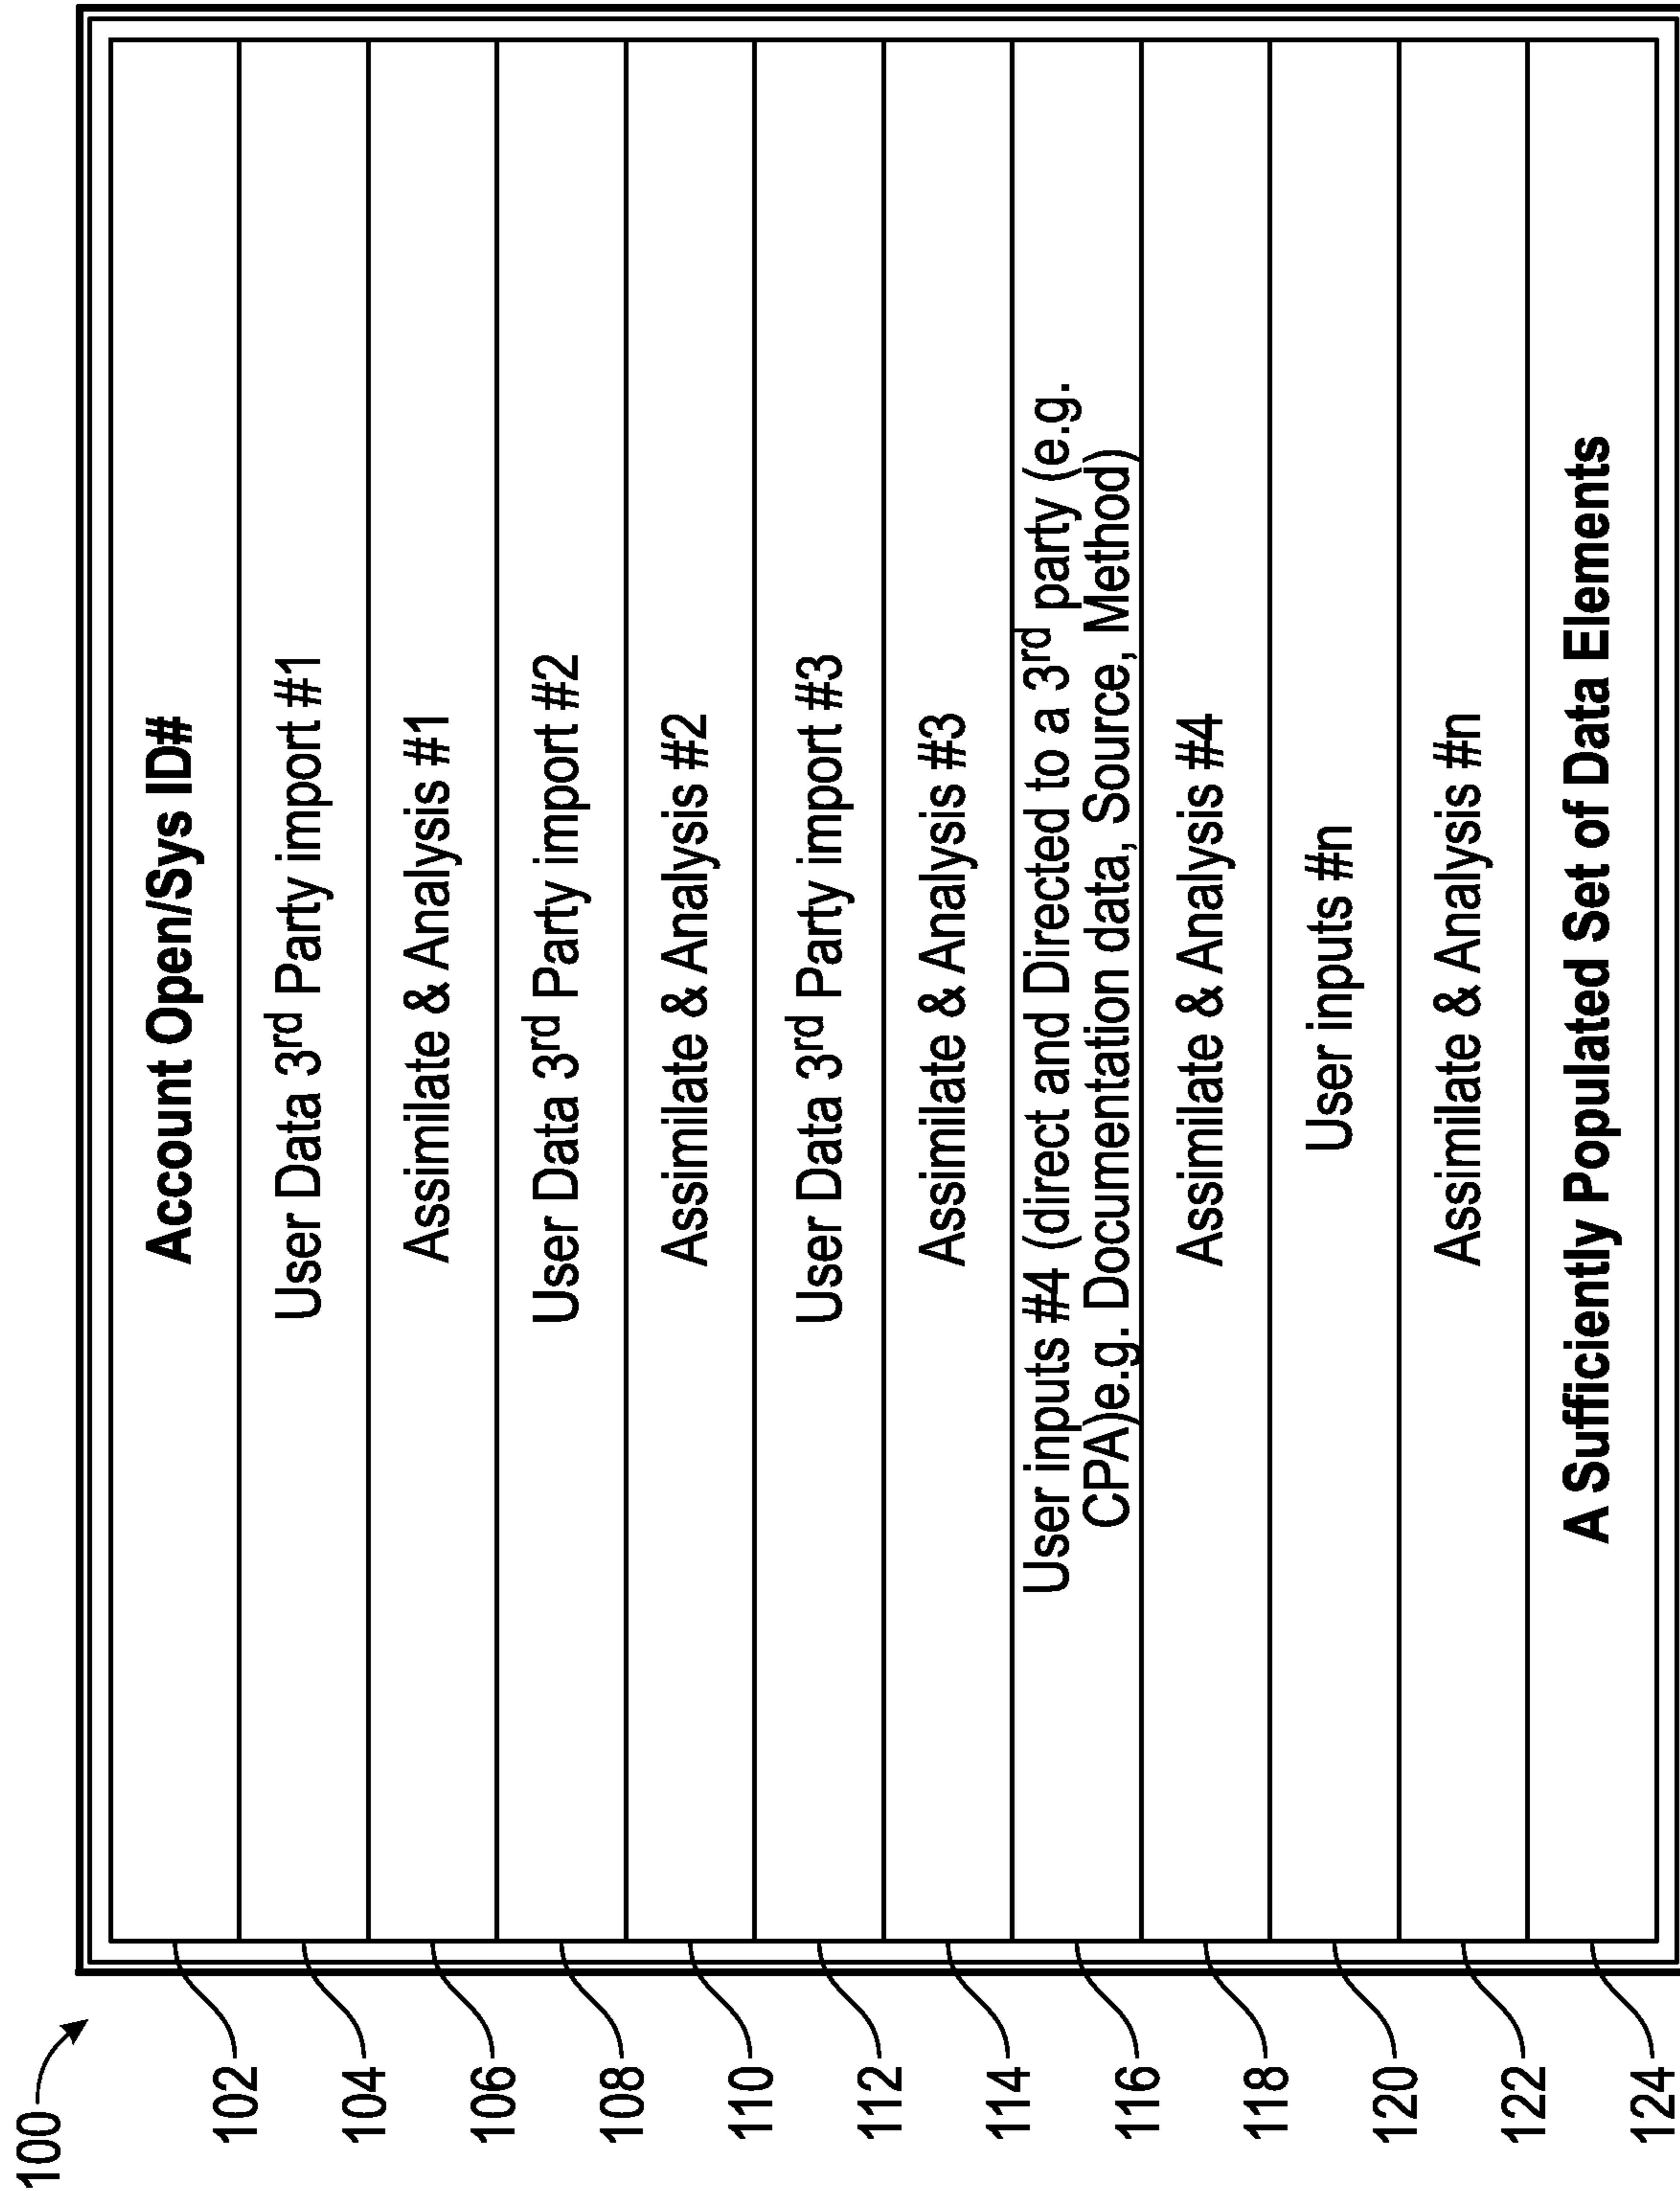 100
102 Account Open/Sys ID#
104 User Data 3rd Party import #1
106 Assimilate & Analysis #1
108 User Data 3rd Party import #2
110 Assimilate & Analysis #2
112 User Data 3rd Party import #3
114 Assimilate & Analysis #3
116 User inputs #4 (direct and Directed to a 3rd party (e.g.
CPA)e.g. Documentation data, Source, Method)
118 Assimilate & Analysis #4
120 User inputs #n
122 Assimilate & Analysis #n
124 A Sufficiently Populated Set of Data Elements